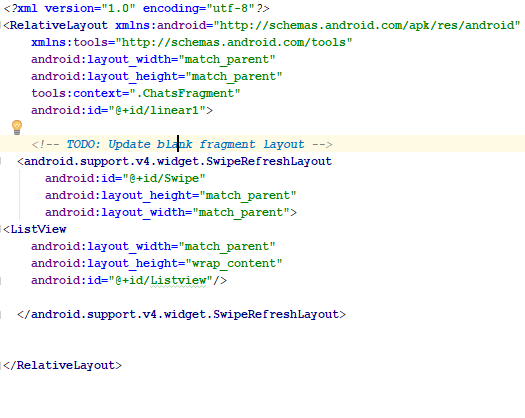 <?xml version="1.0" encoding="utf-8"?>
<RelativeLayout xmlns:android="http://schemas.android.com/apk/res/android"
xmlns:tools="http://schemas.android.com/tools"
android:layout_width="match_parent"
android:layout_height="match_parent"
tools:context=".ChatsFragment"
android:id="@+id/linear1">
<!-- TODO: Update blank fragment layout -->
<android.support.v4.widget.SwipeRefreshLayout
android:id="@+id/Swipe"
android:layout_height="match_parent"
android:layout_width="match_parent">
<ListView
android:layout_width="match_parent"
android:layout_height="wrap_content"
android:id="@+id/Listview"/>
</android.support.v4.widget.SwipeRefreshLayout>
</RelativeLayout>